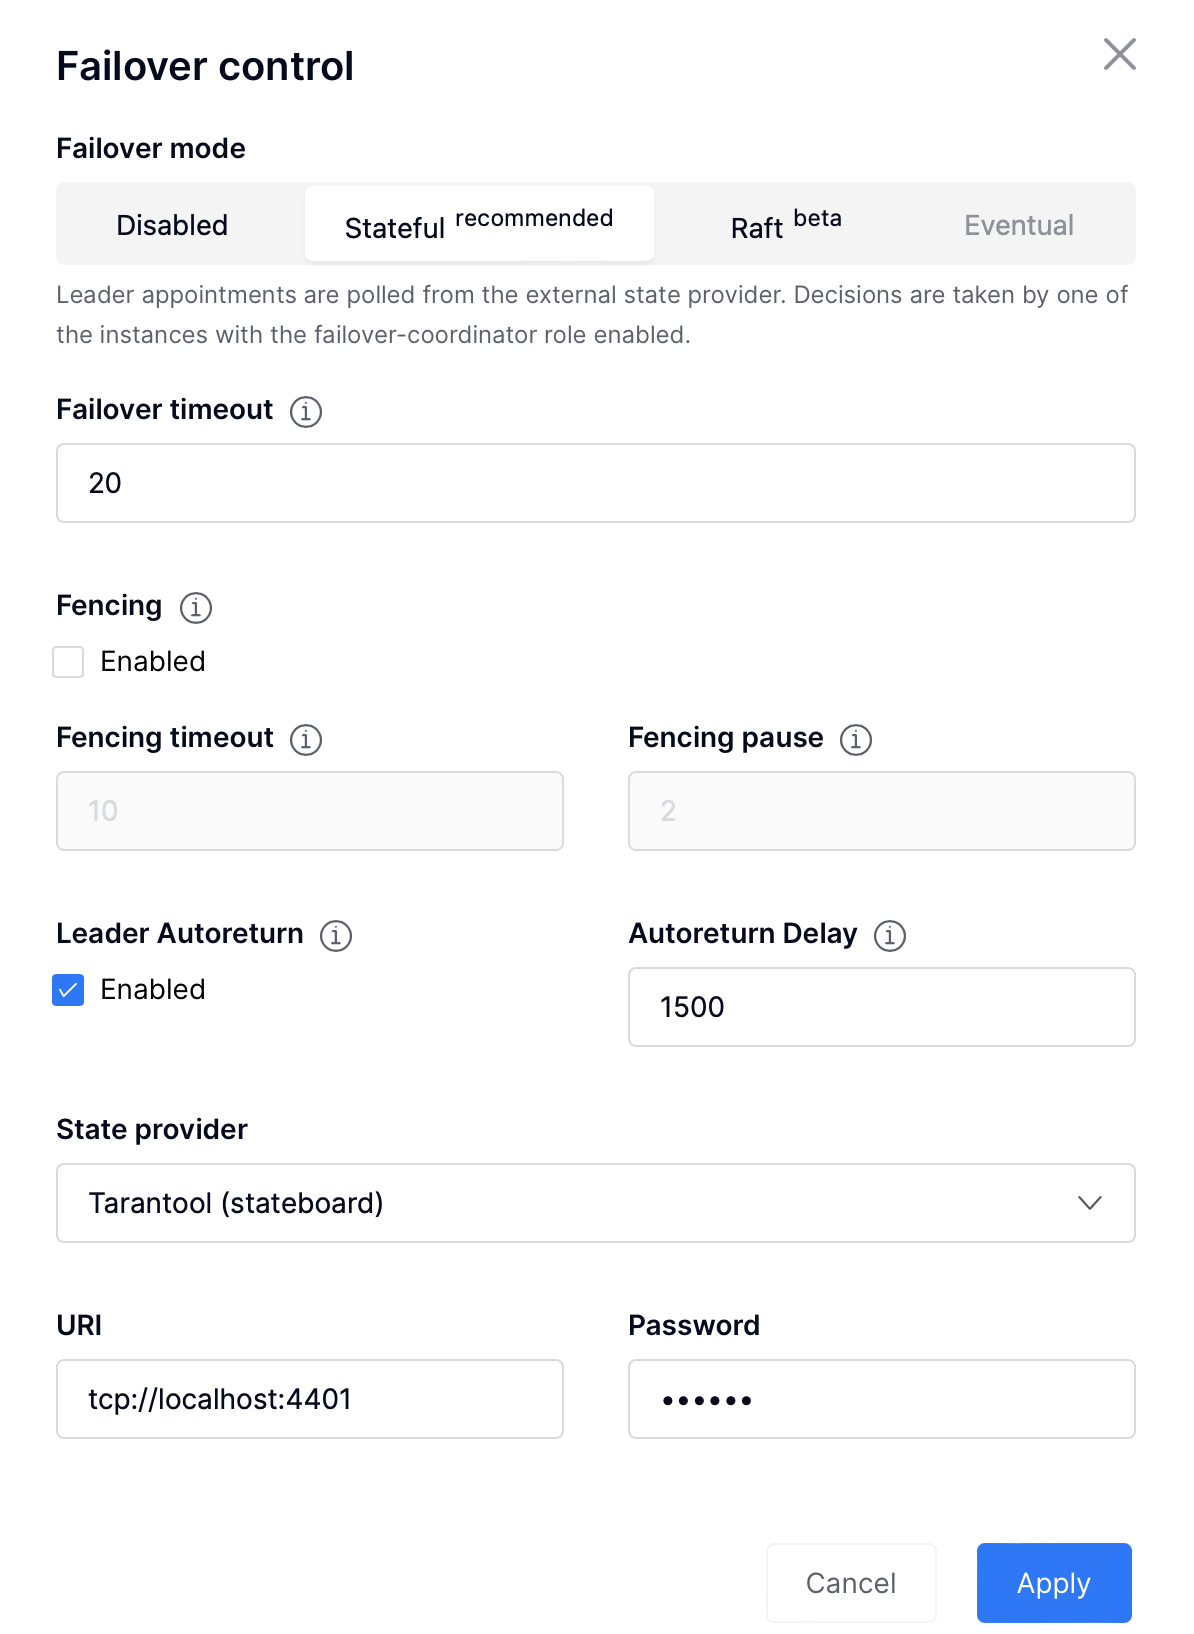 Failover control
Failover mode
Disabled Stateful recommended Raft beta Eventual
Leader appointments are polled from the external state provider. Decisions are taken by one of
the instances with the failover-coordinator role enabled.
Failover timeout
20
Fencing
Enabled
Fencing timeout Fencing pause
10 2
Leader Autoreturn Autoreturn Delay
Enabled 1500
State provider
Tarantool (stateboard)
URI Password
tcp://localhost:4401 ••••••
Cancel Apply